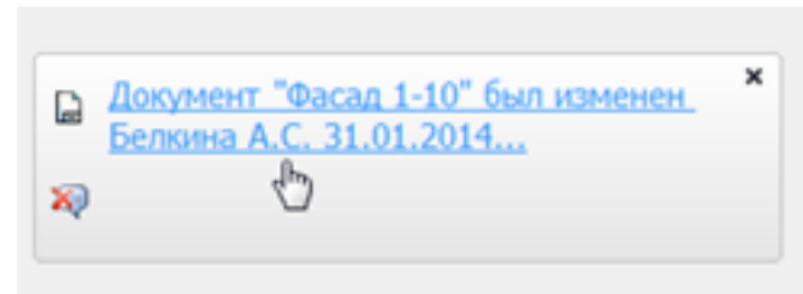 Документ "Фасад 1-10" был изменен
Белкина А.С. 31.01.2014...